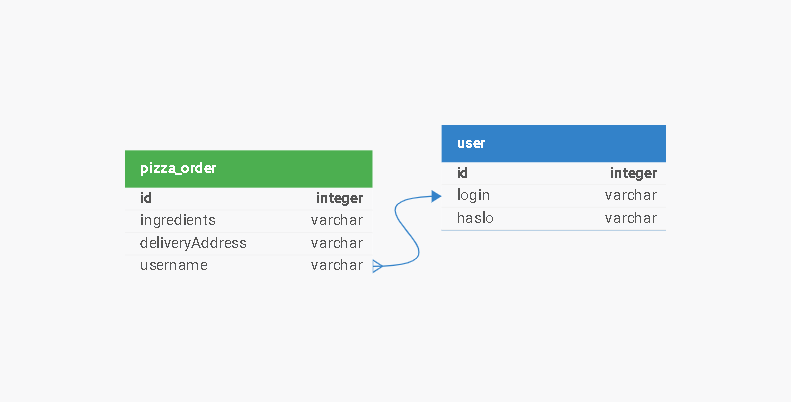 pizza_order
id integer
ingredients varchar
deliveryAddress varchar
username varchar
user
id integer
login varchar
haslo varchar